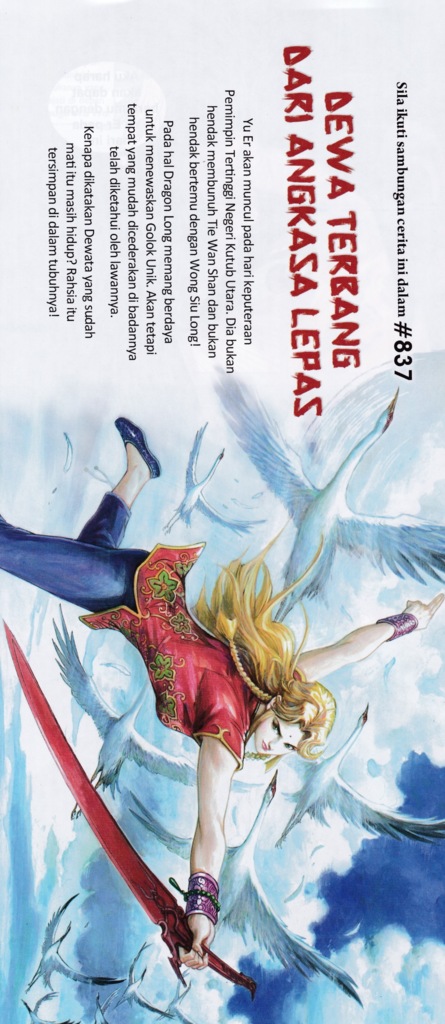 Sila ikuti sambungan cerita ini dalam #837
DEWA TERBANG
DARI ANGKASA LEPAS
Yu Er akan muncul pada hari keputeraan
Pemimpin Tertinggi Negeri Kutub Utara. Dia bukan
hendak membunuh Tie Wan Shan dan bukan
hendak bertemu dengan Wong Siu Long!
Pada hal Dragon Long memang berdaya
untuk menewaskan Golok Unik. Akan tetapi
tempat yang mudah dicederakan di badannya
telah diketahui oleh lawannya.
Kenapa dikatakan Dewata yang sudah
mati itu masih hidup? Rahsia itu
tersimpan di dalam tubuhnya!